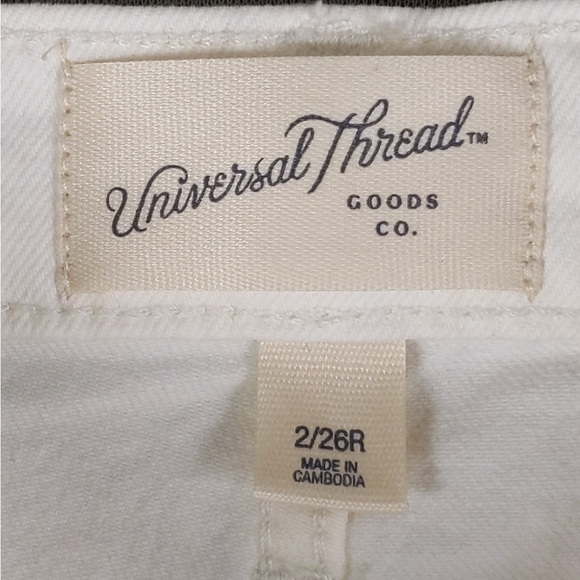 Universal Thread™
GOODS
CO.
2/26R
MADE IN
CAMBODIA